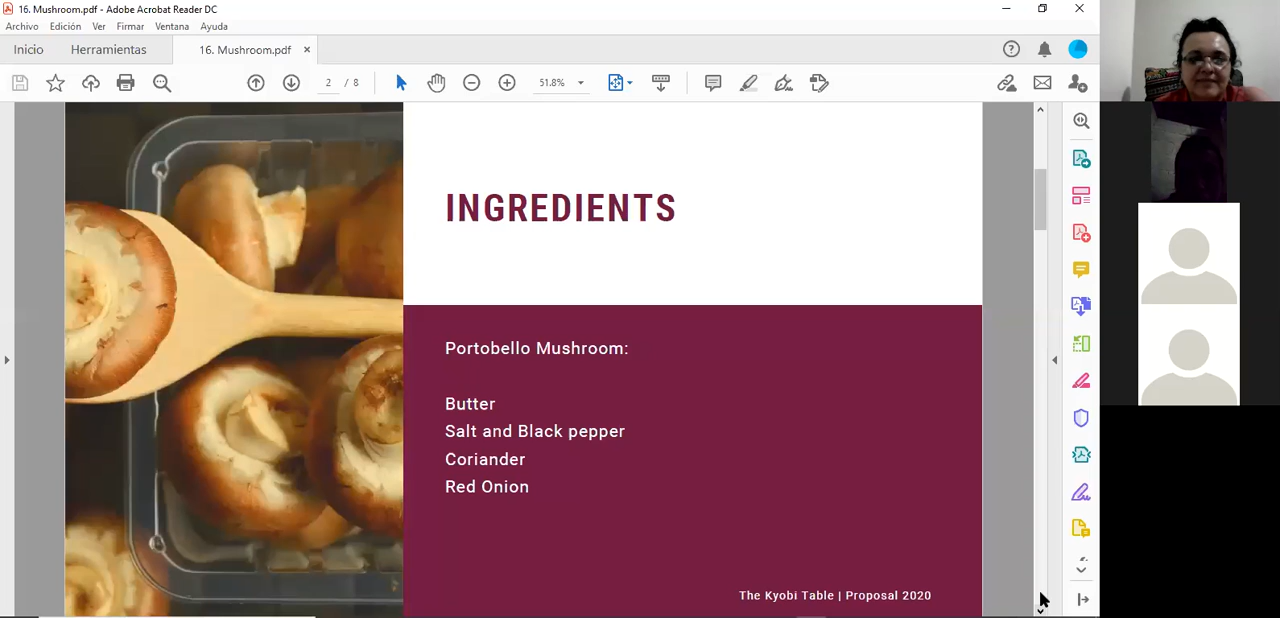 16. Mushroom.pdf - Adobe Acrobat Reader DC
Archivo Edición Ver Firmar Ventana Ayuda
Inicio Herramientas 16. Mushroom.pdf
2 / 8 51.8%
INGREDIENTS
Portobello Mushroom:
Butter
Salt and Black pepper
Coriander
Red Onion
The Kyobi Table | Proposal 2020